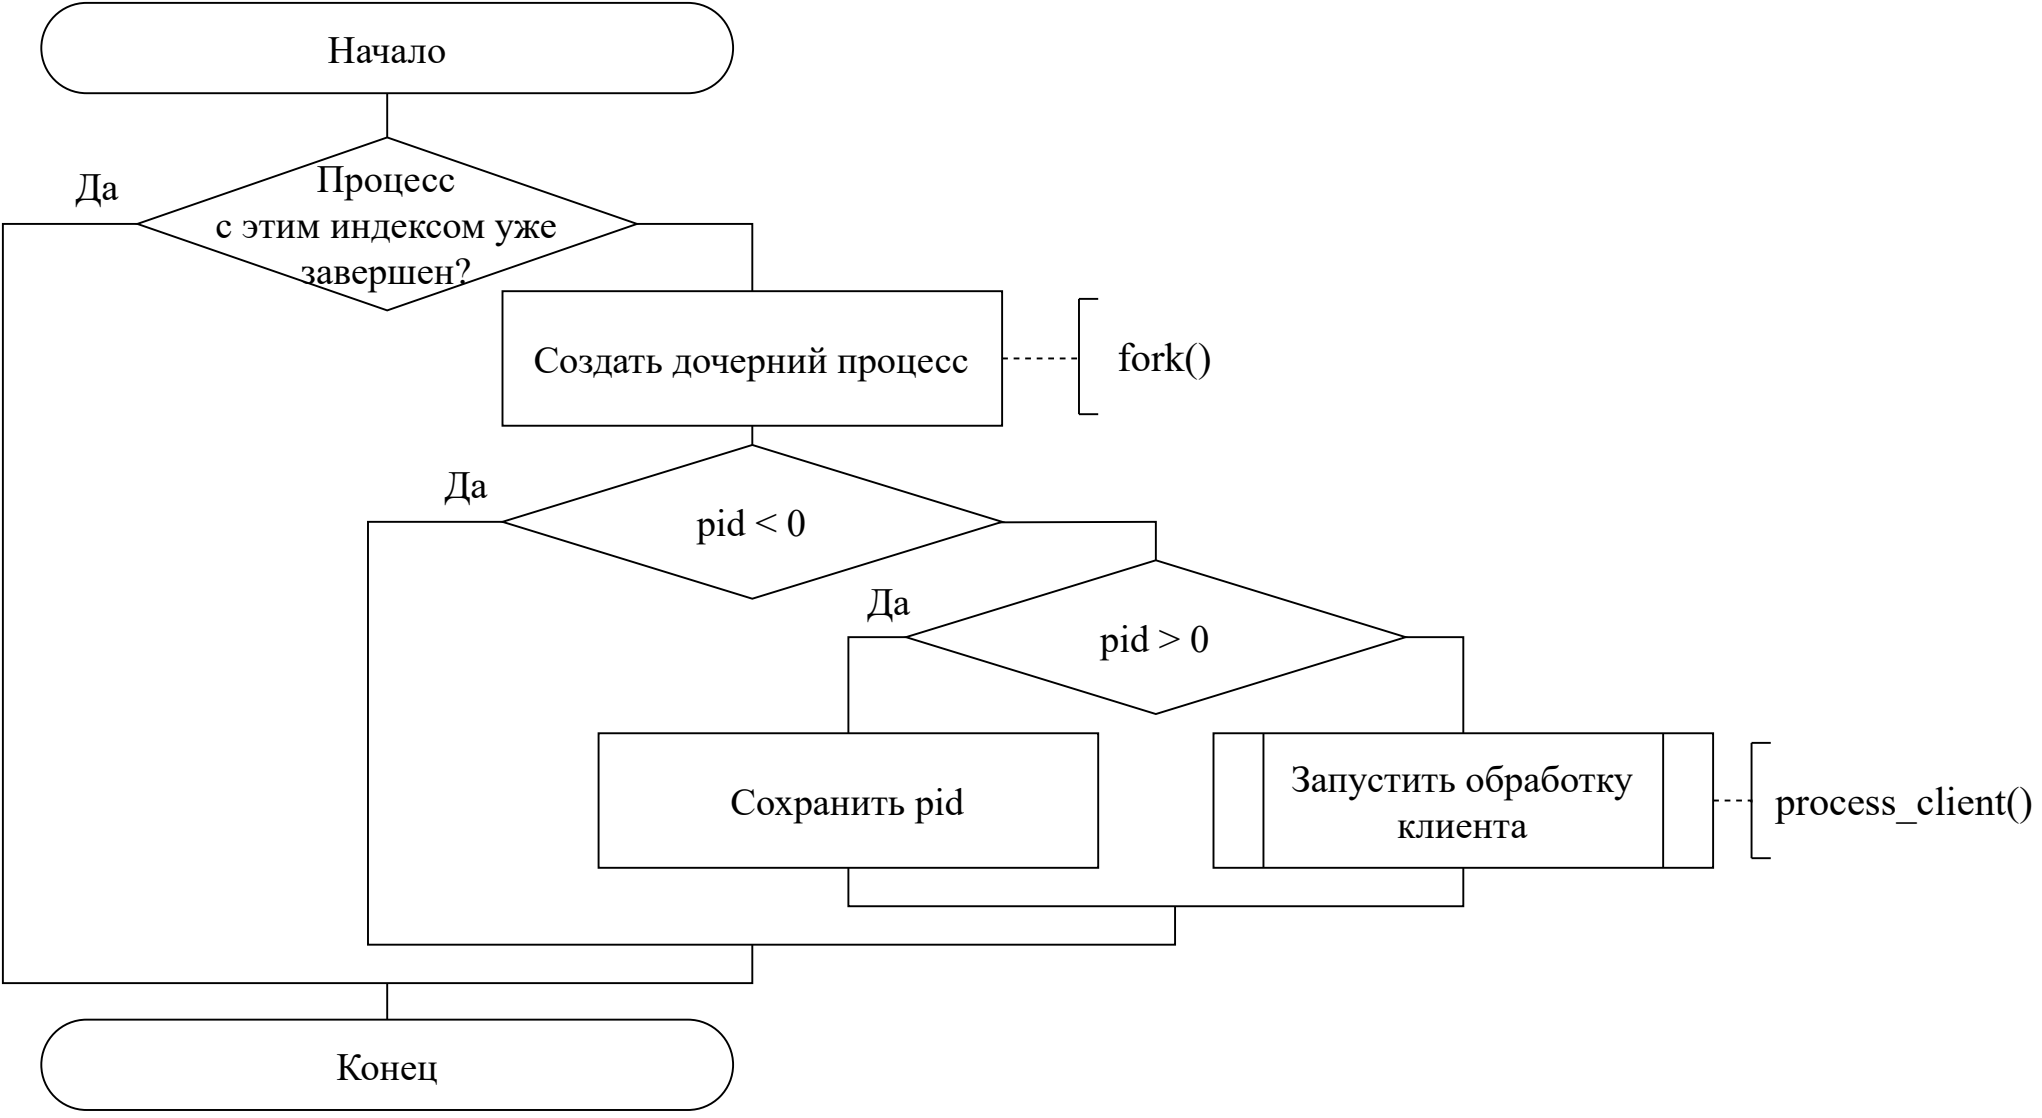 Начало
Да
Процесс
с этим индексом уже
завершен?
Создать дочерний процесс
fork()
Да
pid < 0
Да
pid > 0
Сохранить pid
Запустить обработку
клиента
process_client()
Конец